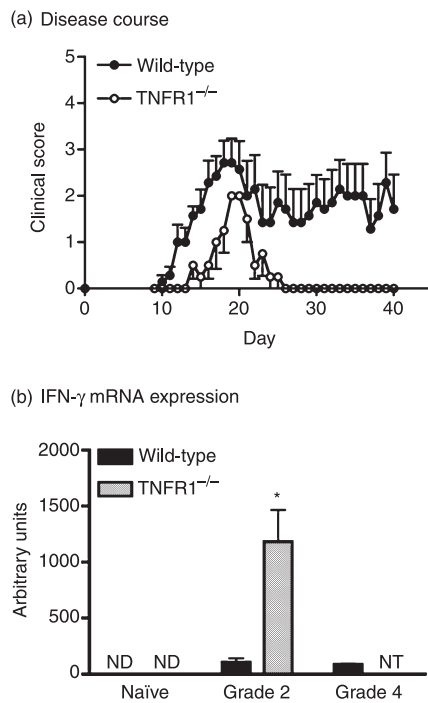 (a) Disease course
5
4
3
2
1
0
Clinical score
Wild-type
TNFR1⁻/⁻
0 10 20 30 40
Day
(b) IFN-γ mRNA expression
2000
1500
1000
500
0
Arbitrary units
Wild-type
TNFR1⁻/⁻
*
ND ND NT
Naïve Grade 2 Grade 4